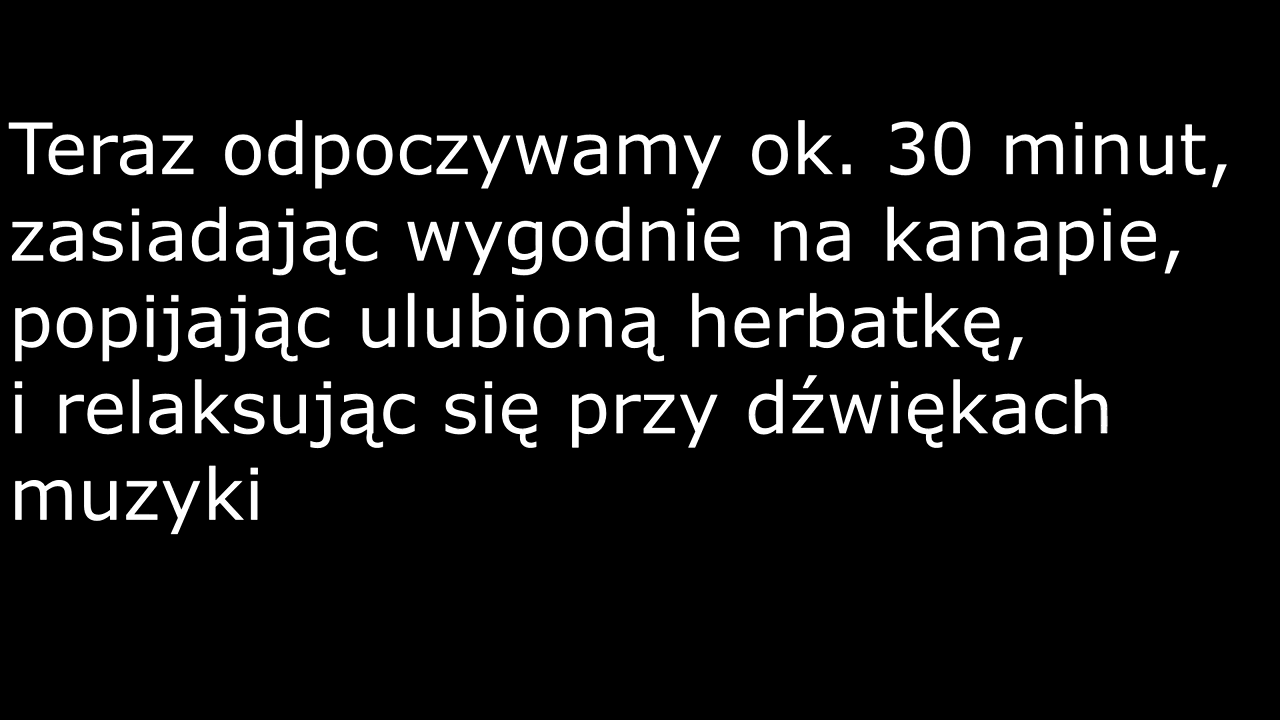 Teraz odpoczywamy ok. 30 minut,
zasiadając wygodnie na kanapie,
popijając ulubioną herbatkę,
i relaksując się przy dźwiękach
muzyki